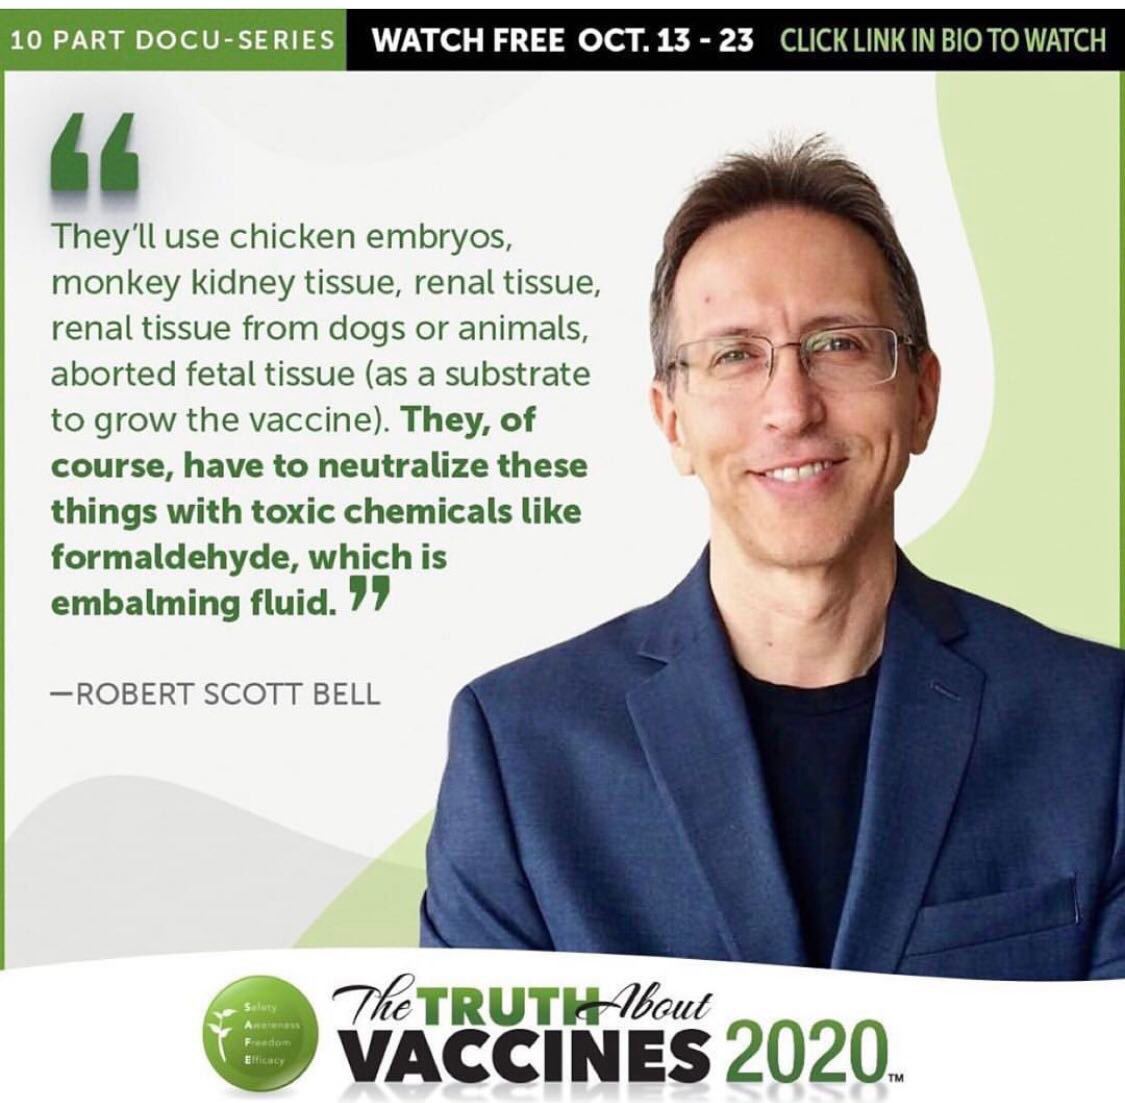 10 PART DOCU-SERIES WATCH FREE OCT. 13 - 23 CLICK LINK IN BIO TO WATCH
“
They’ll use chicken embryos,
monkey kidney tissue, renal tissue,
renal tissue from dogs or animals,
aborted fetal tissue (as a substrate
to grow the vaccine). They, of
course, have to neutralize these
things with toxic chemicals like
formaldehyde, which is
embalming fluid. ”
—ROBERT SCOTT BELL
Safety
Awareness
Freedom
Efficacy
The TRUTH About
VACCINES 2020™